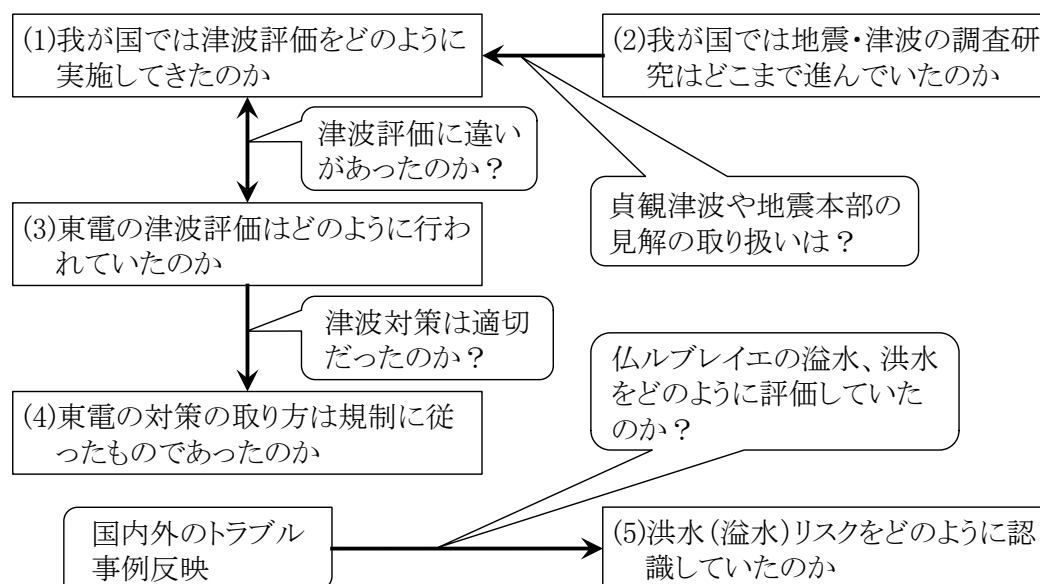 (1)我が国では津波評価をどのように
実施してきたのか
(2)我が国では地震・津波の調査研
究はどこまで進んでいたのか
津波評価に違い
があったのか？
貞観津波や地震本部の
見解の取り扱いは？
(3)東電の津波評価はどのように行わ
れていたのか
津波対策は適切
だったのか？
仏ルブレイエの溢水、洪水
をどのように評価していた
のか？
(4)東電の対策の取り方は規制に従
ったものであったのか
国内外のトラブル
事例反映
(5)洪水(溢水)リスクをどのように認
識していたのか